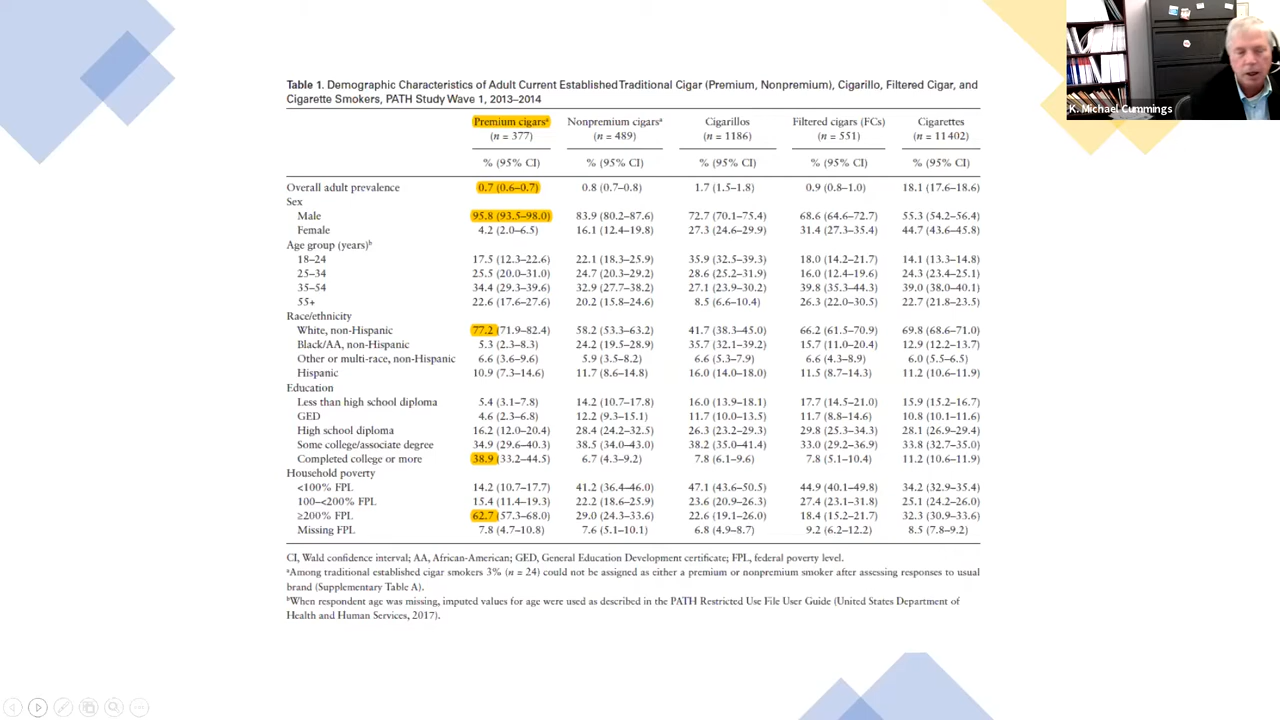 K. Michael Cummings
Table 1. Demographic Characteristics of Adult Current Established Traditional Cigar (Premium, Nonpremium), Cigarillo, Filtered Cigar, and
Cigarette Smokers, PATH Study Wave 1, 2013–2014
Premium cigarsᵃ Nonpremium cigarsᵃ Cigarillos Filtered cigars (FCs) Cigarettes
(n = 377) (n = 489) (n = 1186) (n = 551) (n = 11402)
% (95% CI) % (95% CI) % (95% CI) % (95% CI) % (95% CI)
Overall adult prevalence 0.7 (0.6–0.7) 0.8 (0.7–0.8) 1.7 (1.5–1.8) 0.9 (0.8–1.0) 18.1 (17.6–18.6)
Sex
Male 95.8 (93.5–98.0) 83.9 (80.2–87.6) 72.7 (70.1–75.4) 68.6 (64.6–72.7) 55.3 (54.2–56.4)
Female 4.2 (2.0–6.5) 16.1 (12.4–19.8) 27.3 (24.6–29.9) 31.4 (27.3–35.4) 44.7 (43.6–45.8)
Age group (years)ᵇ
18–24 17.5 (12.3–22.6) 22.1 (18.3–25.9) 35.9 (32.5–39.3) 18.0 (14.2–21.7) 14.1 (13.3–14.8)
25–34 25.5 (20.0–31.0) 24.7 (20.3–29.2) 28.6 (25.2–31.9) 16.0 (12.4–19.6) 24.3 (23.4–25.1)
35–54 34.4 (29.3–39.6) 32.9 (27.7–38.2) 27.1 (23.9–30.2) 39.8 (35.3–44.3) 39.0 (38.0–40.1)
55+ 22.6 (17.6–27.6) 20.2 (15.8–24.6) 8.5 (6.6–10.4) 26.3 (22.0–30.5) 22.7 (21.8–23.5)
Race/ethnicity
White, non-Hispanic 77.2 (71.9–82.4) 58.2 (53.3–63.2) 41.7 (38.3–45.0) 66.2 (61.5–70.9) 69.8 (68.6–71.0)
Black/AA, non-Hispanic 5.3 (2.3–8.3) 24.2 (19.5–28.9) 35.7 (32.1–39.2) 15.7 (11.0–20.4) 12.9 (12.2–13.7)
Other or multi-race, non-Hispanic 6.6 (3.6–9.6) 5.9 (3.5–8.2) 6.6 (5.3–7.9) 6.6 (4.3–8.9) 6.0 (5.5–6.5)
Hispanic 10.9 (7.3–14.6) 11.7 (8.6–14.8) 16.0 (14.0–18.0) 11.5 (8.7–14.3) 11.2 (10.6–11.9)
Education
Less than high school diploma 5.4 (3.1–7.8) 14.2 (10.7–17.8) 16.0 (13.9–18.1) 17.7 (14.5–21.0) 15.9 (15.2–16.7)
GED 4.6 (2.3–6.8) 12.2 (9.3–15.1) 11.7 (10.0–13.5) 11.7 (8.8–14.6) 10.8 (10.1–11.6)
High school diploma 16.2 (12.0–20.4) 28.4 (24.2–32.5) 26.3 (23.2–29.3) 29.8 (25.3–34.3) 28.1 (26.9–29.4)
Some college/associate degree 34.9 (29.6–40.3) 38.5 (34.0–43.0) 38.2 (35.0–41.4) 33.0 (29.2–36.9) 33.8 (32.7–35.0)
Completed college or more 38.9 (33.2–44.5) 6.7 (4.3–9.2) 7.8 (6.1–9.6) 7.8 (5.1–10.4) 11.2 (10.6–11.9)
Household poverty
<100% FPL 14.2 (10.7–17.7) 41.2 (36.4–46.0) 47.1 (43.6–50.5) 44.9 (40.1–49.8) 34.2 (32.9–35.4)
100–<200% FPL 15.4 (11.4–19.3) 22.2 (18.6–25.9) 23.6 (20.9–26.3) 27.4 (23.1–31.8) 25.1 (24.2–26.0)
≥200% FPL 62.7 (57.3–68.0) 29.0 (24.3–33.6) 22.6 (19.1–26.0) 18.4 (15.2–21.7) 32.3 (30.9–33.6)
Missing FPL 7.8 (4.7–10.8) 7.6 (5.1–10.1) 6.8 (4.9–8.7) 9.2 (6.2–12.2) 8.5 (7.8–9.2)
CI, Wald confidence interval; AA, African-American; GED, General Education Development certificate; FPL, federal poverty level.
ᵃAmong traditional established cigar smokers 3% (n = 24) could not be assigned as either a premium or nonpremium smoker after assessing responses to usual
brand (Supplementary Table A).
ᵇWhen respondent age was missing, imputed values for age were used as described in the PATH Restricted Use File User Guide (United States Department of
Health and Human Services, 2017).